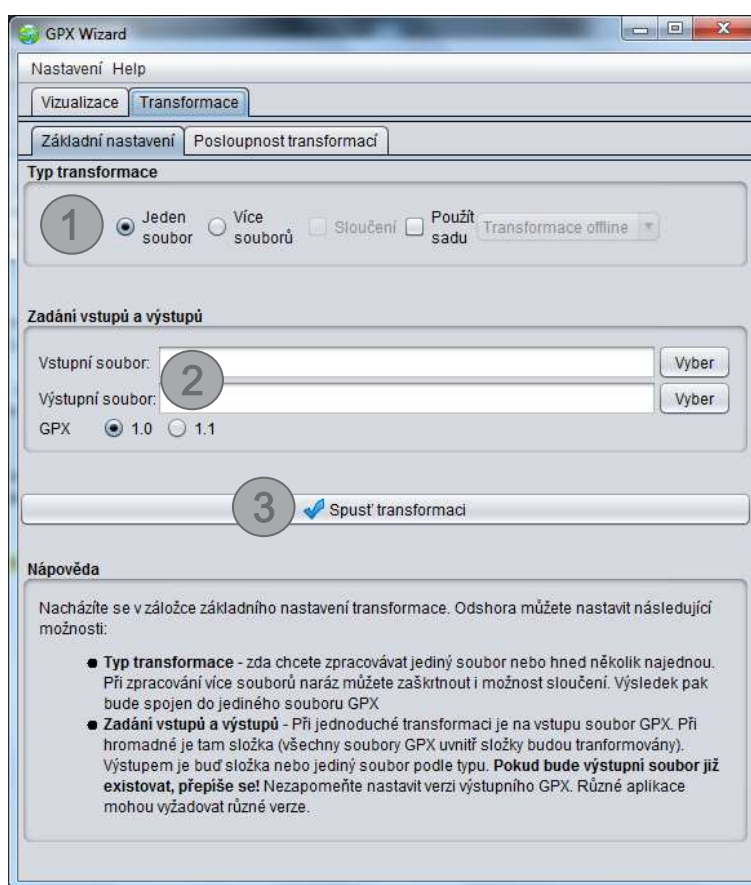 GPX Wizard
Nastavení Help
Vizualizace Transformace
Základní nastavení Posloupnost transformací
Typ transformace
1 Jeden soubor Více souborů Sloučení Použít sadu Transformace offline
Zadání vstupů a výstupů
Vstupní soubor: Vyber
2
Výstupní soubor: Vyber
GPX 1.0 1.1
3 Spusť transformaci
Nápověda
Nacházíte se v záložce základního nastavení transformace. Odshora můžete nastavit následující
možnosti:
Typ transformace - zda chcete zpracovávat jediný soubor nebo hned několik najednou.
Při zpracování více souborů naráz můžete zaškrtnout i možnost sloučení. Výsledek pak
bude spojen do jediného souboru GPX
Zadání vstupů a výstupů - Při jednoduché transformaci je na vstupu soubor GPX. Při
hromadné je tam složka (všechny soubory GPX uvnitř složky budou tranformovány).
Výstupem je buď složka nebo jediný soubor podle typu. Pokud bude výstupní soubor již
existovat, přepíše se! Nezapomeňte nastavit verzi výstupního GPX. Různé aplikace
mohou vyžadovat různé verze.